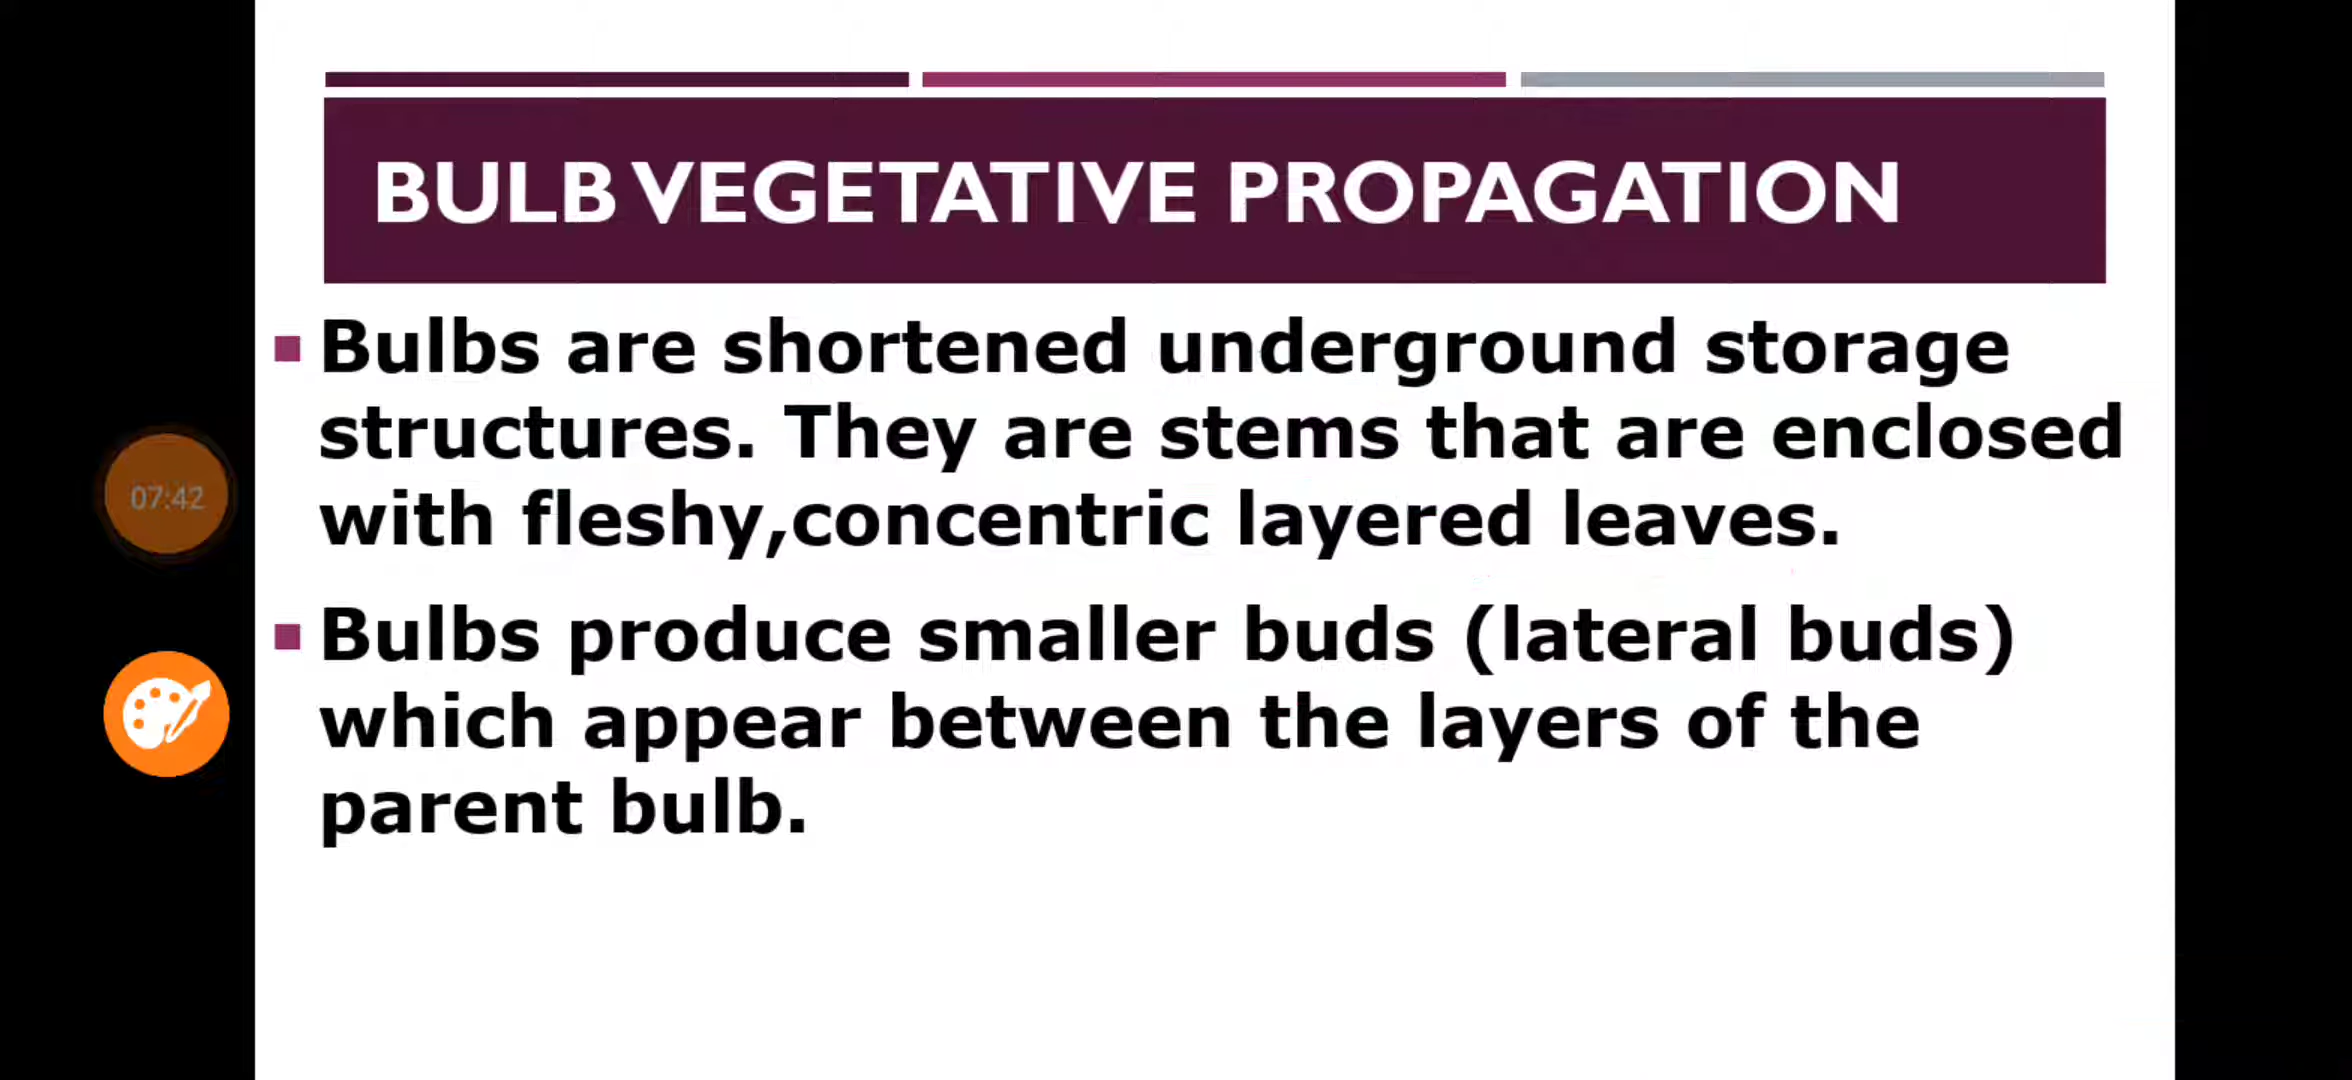 BULB VEGETATIVE PROPAGATION
Bulbs are shortened underground storage
structures. They are stems that are enclosed
with fleshy,concentric layered leaves.
07:42
Bulbs produce smaller buds (lateral buds)
which appear between the layers of the
parent bulb.